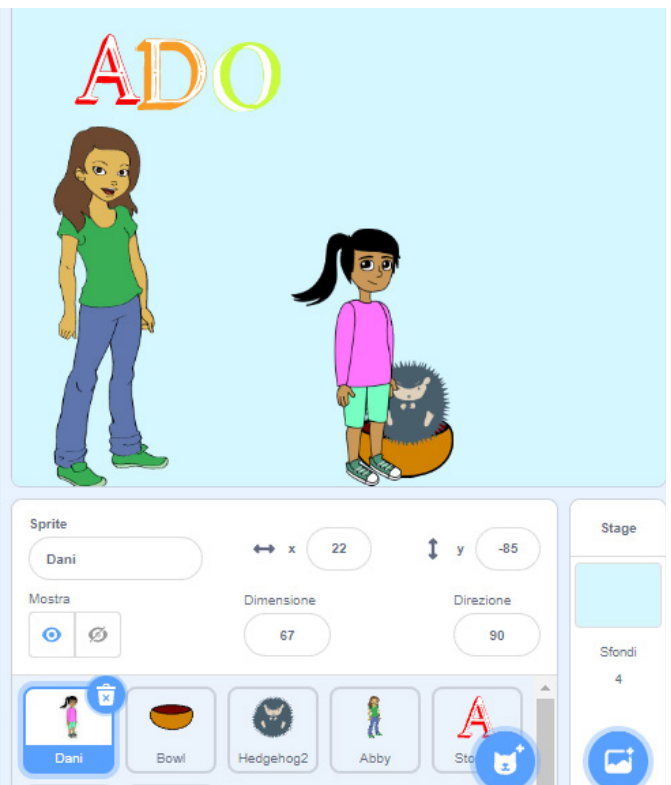 ADO
Sprite
Dani
x 22
y -85
Mostra
Dimensione
67
Direzione
90
Stage
Sfondi
4
Dani
Bowl
Hedgehog2
Abby
A